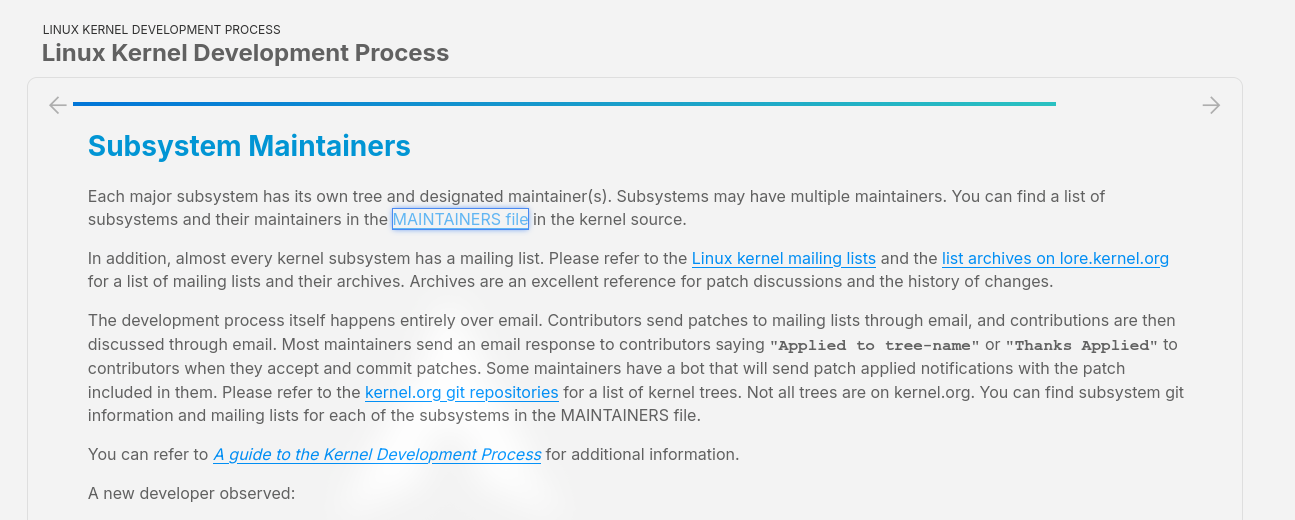 LINUX KERNEL DEVELOPMENT PROCESS
Linux Kernel Development Process
Subsystem Maintainers
Each major subsystem has its own tree and designated maintainer(s). Subsystems may have multiple maintainers. You can find a list of
subsystems and their maintainers in the MAINTAINERS file in the kernel source.
In addition, almost every kernel subsystem has a mailing list. Please refer to the Linux kernel mailing lists and the list archives on lore.kernel.org
for a list of mailing lists and their archives. Archives are an excellent reference for patch discussions and the history of changes.
The development process itself happens entirely over email. Contributors send patches to mailing lists through email, and contributions are then
discussed through email. Most maintainers send an email response to contributors saying "Applied to tree-name" or "Thanks Applied" to
contributors when they accept and commit patches. Some maintainers have a bot that will send patch applied notifications with the patch
included in them. Please refer to the kernel.org git repositories for a list of kernel trees. Not all trees are on kernel.org. You can find subsystem git
information and mailing lists for each of the subsystems in the MAINTAINERS file.
You can refer to A guide to the Kernel Development Process for additional information.
A new developer observed: